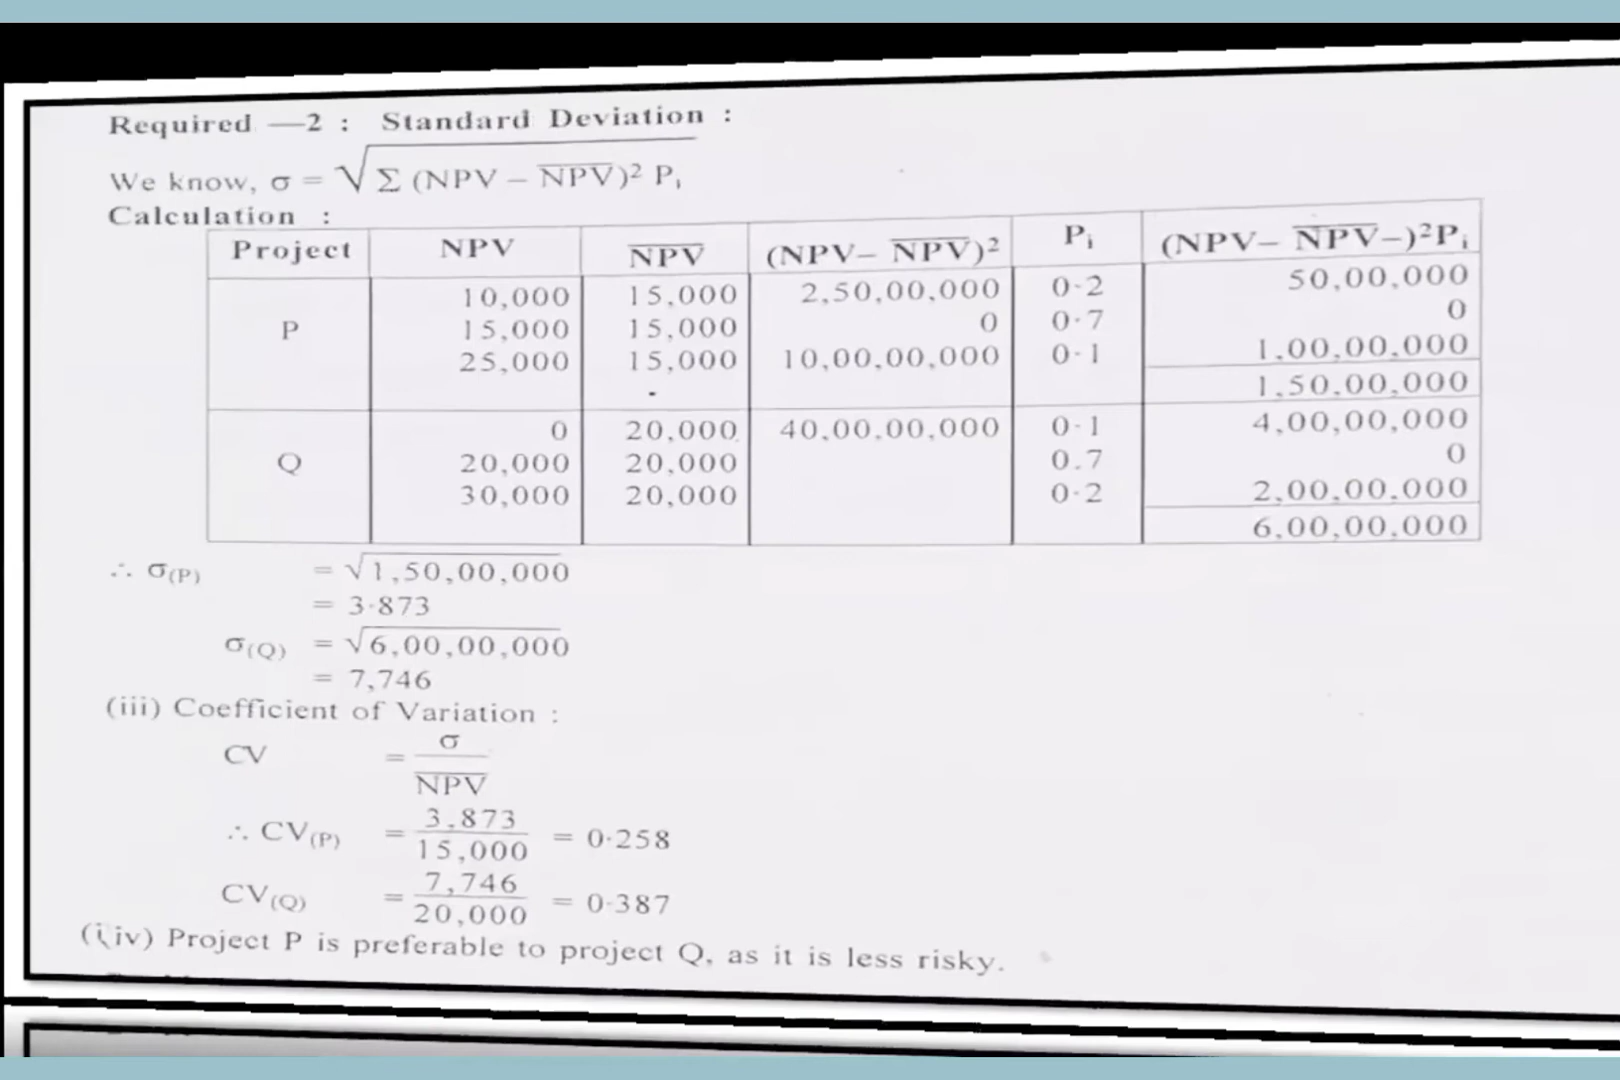 Required —2 : Standard Deviation :
We know, σ = √Σ (NPV – N̅P̅V̅)² Pᵢ
Calculation :
Project NPV N̅P̅V̅ (NPV– N̅P̅V̅)² Pᵢ (NPV– N̅P̅V̅–)²Pᵢ
10,000 15,000 2,50,00,000 0·2 50,00,000
P 15,000 15,000 0 0·7 0
25,000 15,000 10,00,00,000 0·1 1,00,00,000
1,50,00,000
0 20,000 40,00,00,000 0·1 4,00,00,000
Q 20,000 20,000 0.7 0
30,000 20,000 0·2 2,00,00,000
6,00,00,000
∴ σ(P) = √1,50,00,000
= 3·873
σ(Q) = √6,00,00,000
= 7,746
(iii) Coefficient of Variation :
CV = σ / N̅P̅V̅
∴ CV(P) = 3,873 / 15,000 = 0·258
CV(Q) = 7,746 / 20,000 = 0·387
(iv) Project P is preferable to project Q, as it is less risky.